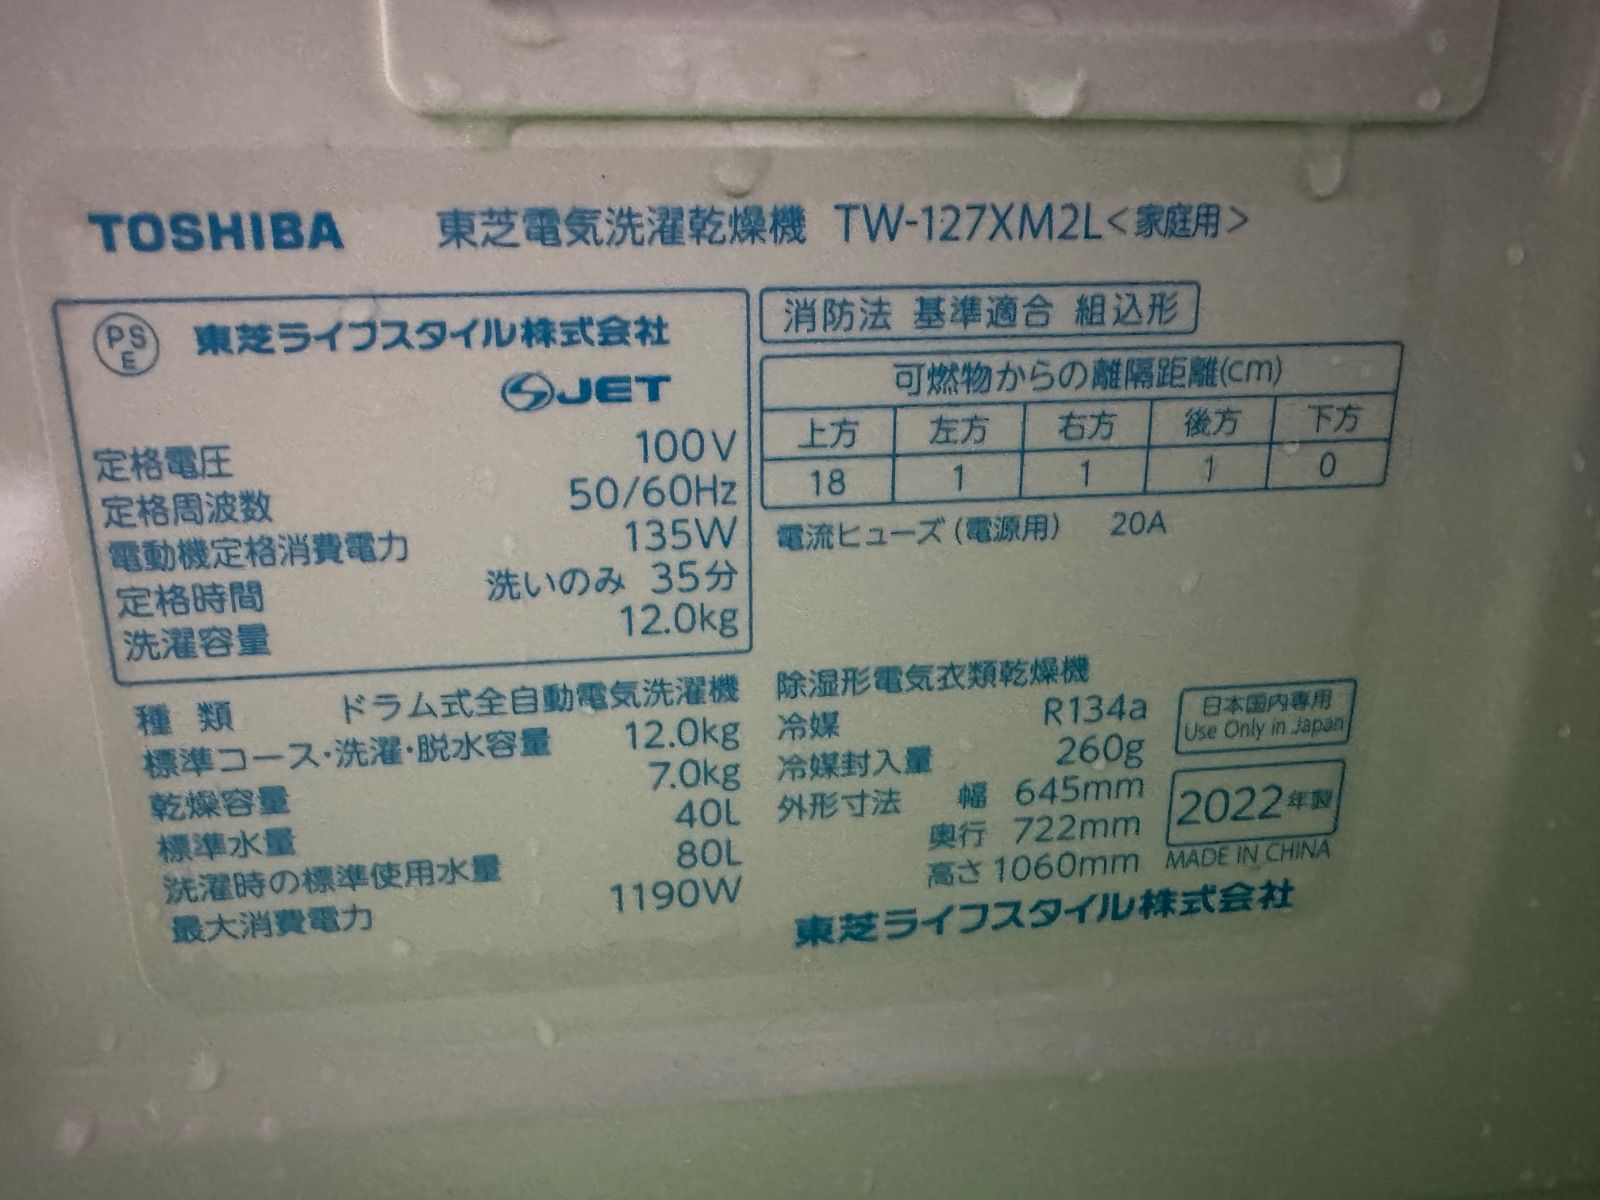 TOSHIBA 東芝電気洗濯乾燥機 TW-127XM2L<家庭用>
PS
E
東芝ライフスタイル株式会社
JET
定格電圧 100V
定格周波数 50/60Hz
電動機定格消費電力 135W
定格時間 洗いのみ 35分
洗濯容量 12.0kg
種類 ドラム式全自動電気洗濯機
標準コース・洗濯・脱水容量 12.0kg
乾燥容量 7.0kg
標準水量 40L
洗濯時の標準使用水量 80L
最大消費電力 1190W
消防法 基準適合 組込形
可燃物からの離隔距離(cm)
上方 左方 右方 後方 下方
18 1 1 1 0
電流ヒューズ(電源用) 20A
除湿形電気衣類乾燥機
冷媒 R134a
冷媒封入量 260g
外形寸法 幅 645mm
奥行 722mm
高さ 1060mm
日本国内専用
Use Only in Japan
2022年製
MADE IN CHINA
東芝ライフスタイル株式会社